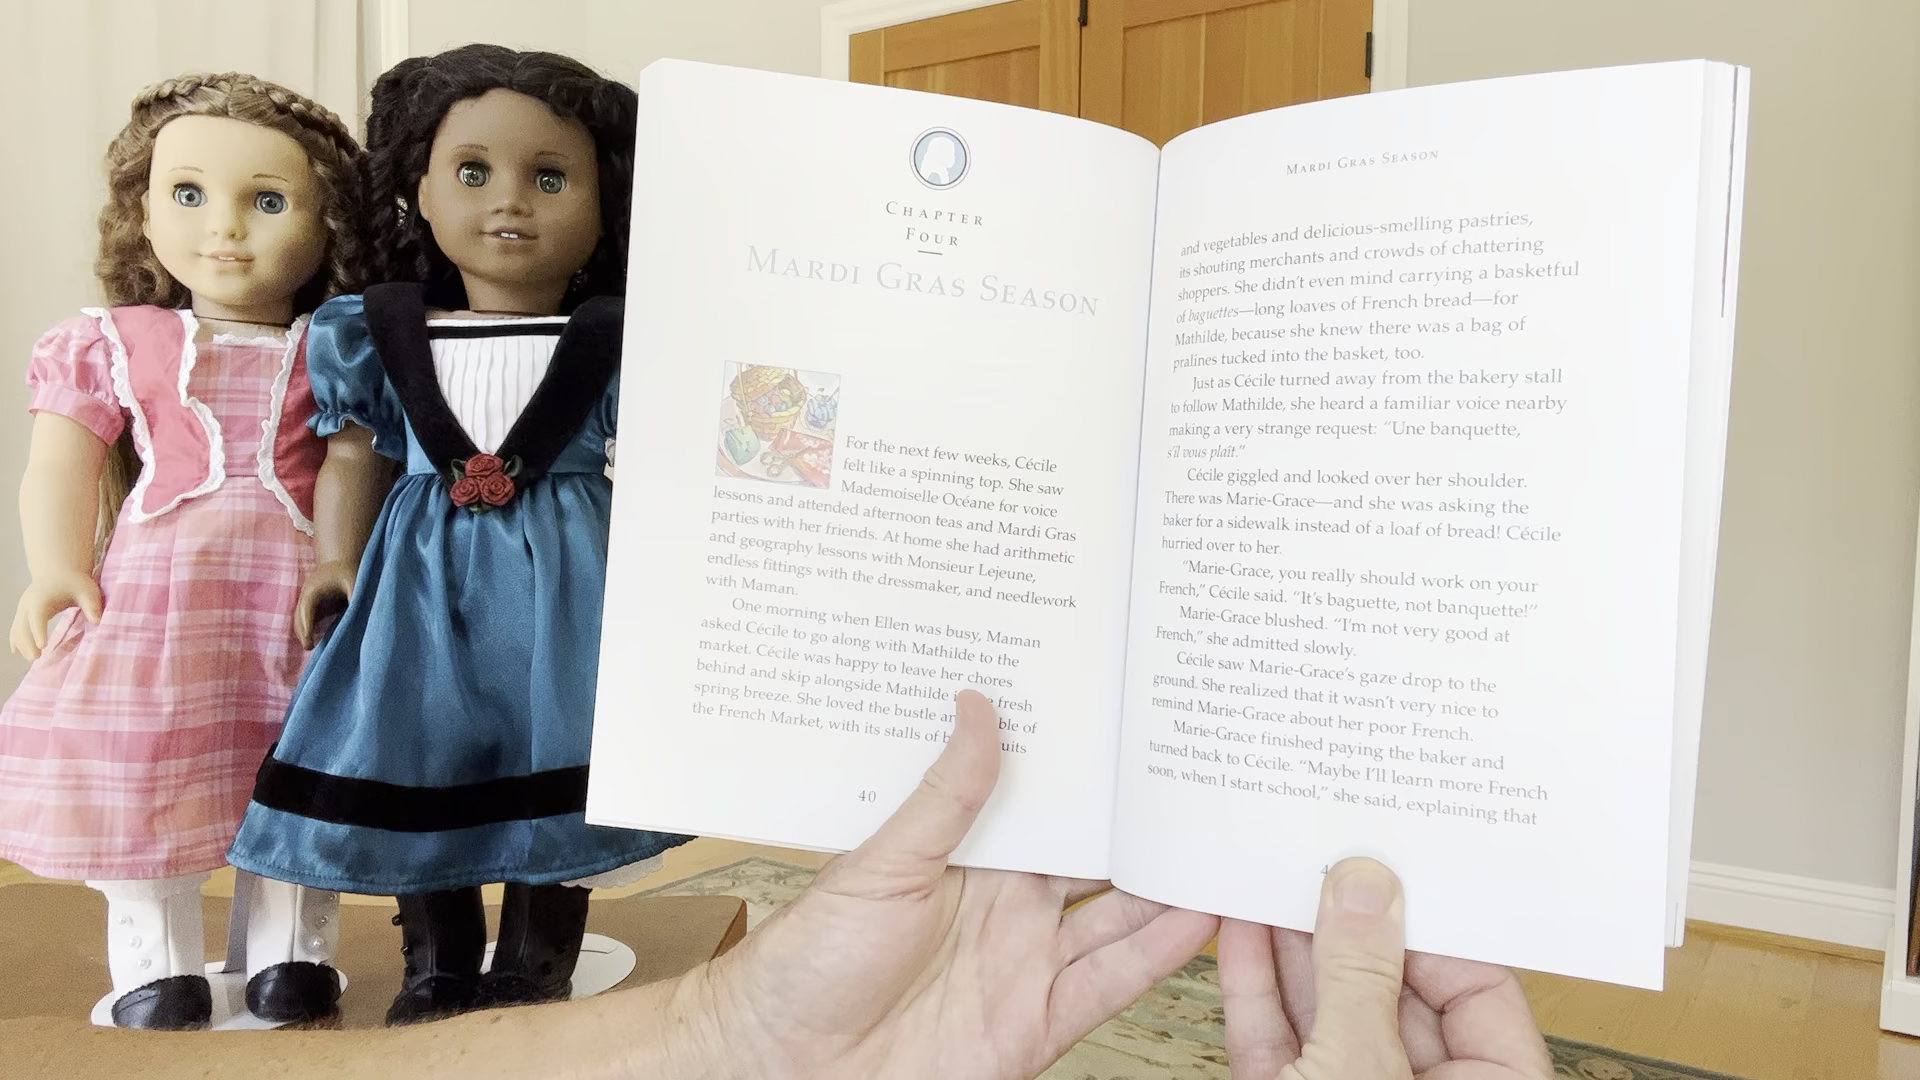 CHAPTER
FOUR
MARDI GRAS SEASON
For the next few weeks, Cécile
felt like a spinning top. She saw
Mademoiselle Océane for voice
lessons and attended afternoon teas and Mardi Gras
parties with her friends. At home she had arithmetic
and geography lessons with Monsieur Lejeune,
endless fittings with the dressmaker, and needlework
with Maman.
One morning when Ellen was busy, Maman
asked Cécile to go along with Mathilde to the
market. Cécile was happy to leave her chores
behind and skip alongside Mathilde fresh
spring breeze. She loved the bustle of
the French Market, with its stalls of
40
MARDI GRAS SEASON
and vegetables and delicious-smelling pastries,
its shouting merchants and crowds of chattering
shoppers. She didn't even mind carrying a basketful
of baguettes—long loaves of French bread—for
Mathilde, because she knew there was a bag of
pralines tucked into the basket, too.
Just as Cécile turned away from the bakery stall
to follow Mathilde, she heard a familiar voice nearby
making a very strange request: "Une banquette,
s'il vous plaît."
Cécile giggled and looked over her shoulder.
There was Marie-Grace—and she was asking the
baker for a sidewalk instead of a loaf of bread! Cécile
hurried over to her.
"Marie-Grace, you really should work on your
French," Cécile said. "It's baguette, not banquette!"
Marie-Grace blushed. "I'm not very good at
French," she admitted slowly.
Cécile saw Marie-Grace's gaze drop to the
ground. She realized that it wasn't very nice to
remind Marie-Grace about her poor French.
Marie-Grace finished paying the baker and
turned back to Cécile. "Maybe I'll learn more French
soon, when I start school," she said, explaining that